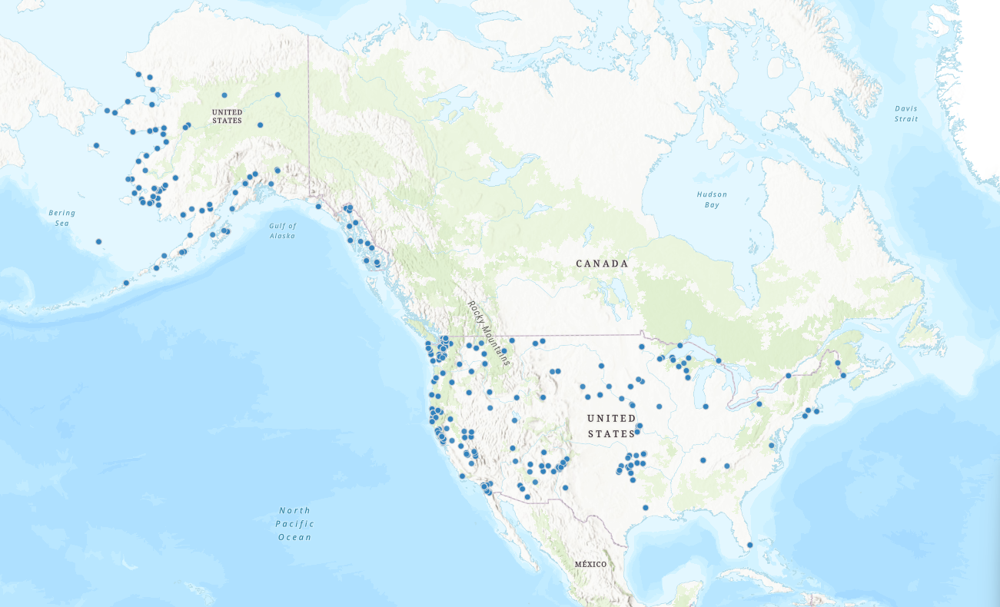 UNITED
STATES
Davis
Strait
Hudson
Bay
Bering
Sea
Gulf of
Alaska
CANADA
Rocky Mountains
UNITED
STATES
North
Pacific
Ocean
MÉXICO